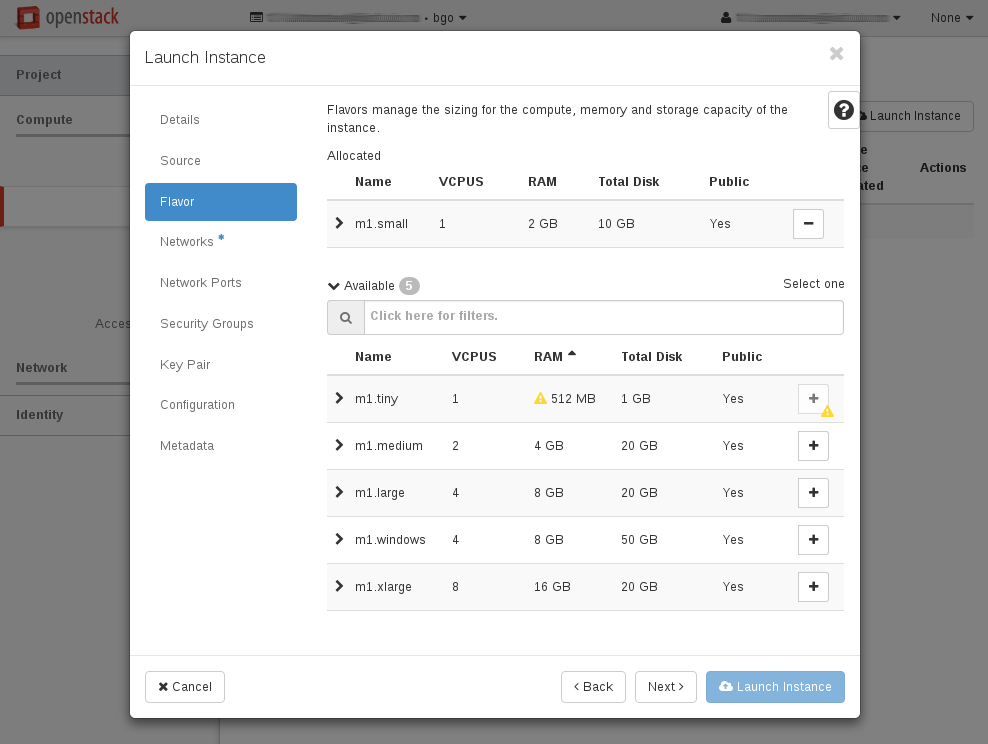 openstack
• bgo
None
Project
Compute
Acces
Network
Identity
Launch Instance
Actions
Launch Instance
Details
Source
Flavor
Networks *
Network Ports
Security Groups
Key Pair
Configuration
Metadata
Flavors manage the sizing for the compute, memory and storage capacity of the
instance.
Allocated
Name VCPUS RAM Total Disk Public
m1.small 1 2 GB 10 GB Yes
Available 5 Select one
Click here for filters.
Name VCPUS RAM Total Disk Public
m1.tiny 1 512 MB 1 GB Yes
m1.medium 2 4 GB 20 GB Yes
m1.large 4 8 GB 20 GB Yes
m1.windows 4 8 GB 50 GB Yes
m1.xlarge 8 16 GB 20 GB Yes
Cancel
< Back
Next >
Launch Instance